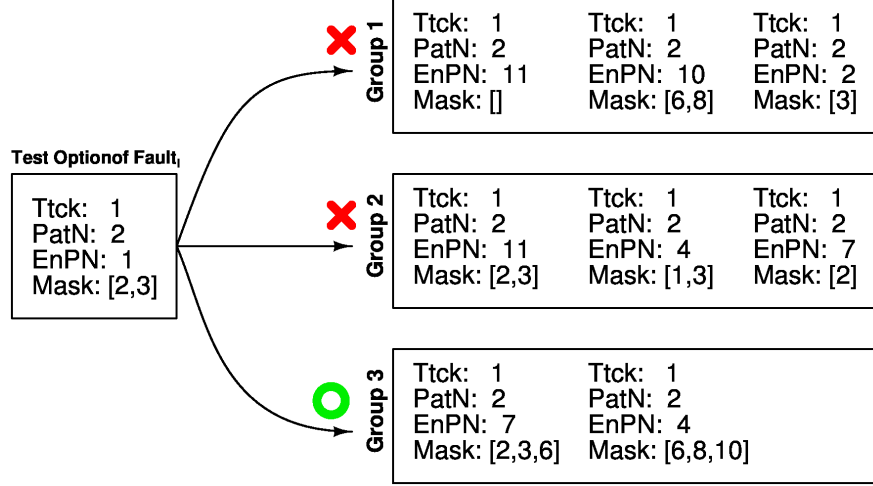 Group 1
Ttck: 1 Ttck: 1 Ttck: 1
PatN: 2 PatN: 2 PatN: 2
EnPN: 11 EnPN: 10 EnPN: 2
Mask: [] Mask: [6,8] Mask: [3]
Test Optionof Faulti
Ttck: 1
PatN: 2
EnPN: 1
Mask: [2,3]
Group 2
Ttck: 1 Ttck: 1 Ttck: 1
PatN: 2 PatN: 2 PatN: 2
EnPN: 11 EnPN: 4 EnPN: 7
Mask: [2,3] Mask: [1,3] Mask: [2]
Group 3
Ttck: 1 Ttck: 1
PatN: 2 PatN: 2
EnPN: 7 EnPN: 4
Mask: [2,3,6] Mask: [6,8,10]